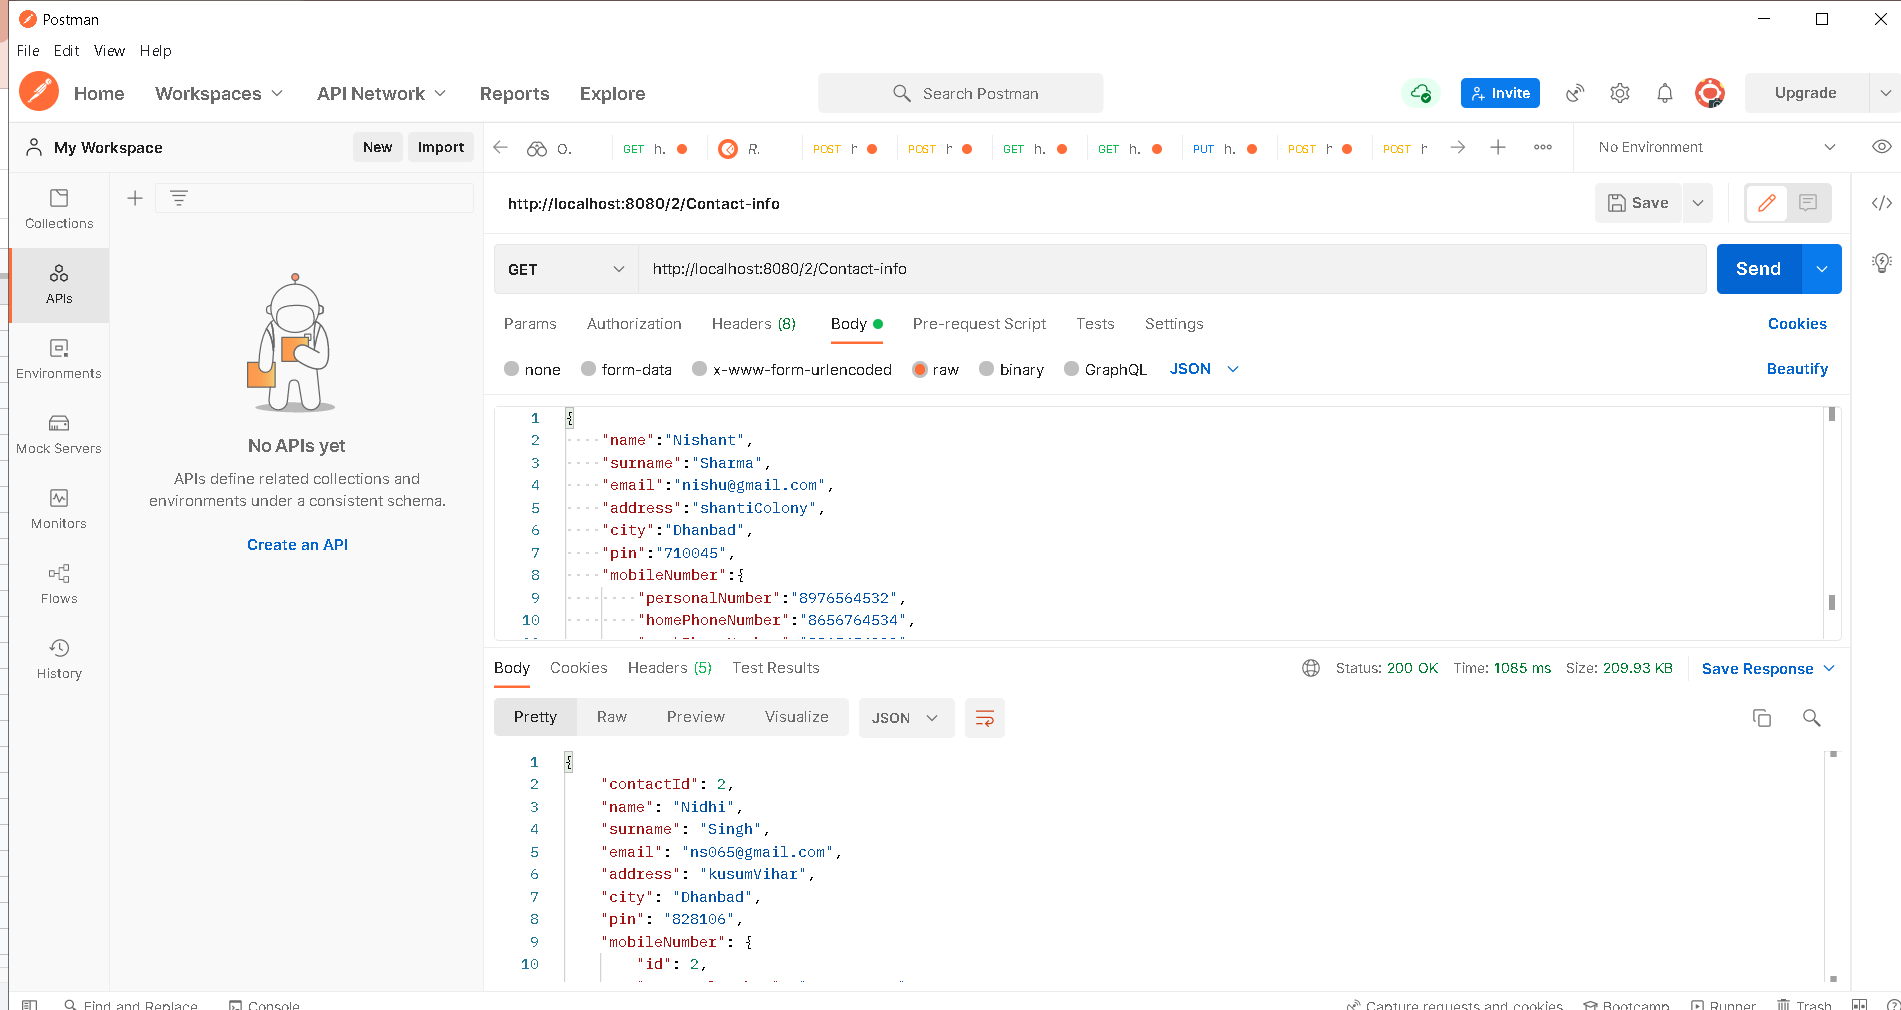 Postman
File Edit View Help
Home Workspaces API Network Reports Explore Search Postman Invite Upgrade
My Workspace New Import
O. GET h. R. POST h POST h GET h. GET h. PUT h. POST h POST h No Environment
Collections
APIs
Environments
Mock Servers
Monitors
Flows
History
No APIs yet
APIs define related collections and
environments under a consistent schema.
Create an API
http://localhost:8080/2/Contact-info Save
GET http://localhost:8080/2/Contact-info Send
Params Authorization Headers (8) Body Pre-request Script Tests Settings Cookies
none form-data x-www-form-urlencoded raw binary GraphQL JSON Beautify
1 {
2 "name":"Nishant",
3 "surname":"Sharma",
4 "email":"nishu@gmail.com",
5 "address":"shantiColony",
6 "city":"Dhanbad",
7 "pin":"710045",
8 "mobileNumber":{
9 "personalNumber":"8976564532",
10 "homePhoneNumber":"8656764534",
Body Cookies Headers (5) Test Results Status: 200 OK Time: 1085 ms Size: 209.93 KB Save Response
Pretty Raw Preview Visualize JSON
1 {
2 "contactId": 2,
3 "name": "Nidhi",
4 "surname": "Singh",
5 "email": "ns065@gmail.com",
6 "address": "kusumVihar",
7 "city": "Dhanbad",
8 "pin": "828106",
9 "mobileNumber": {
10 "id": 2,
Find and Replace Console Capture requests and cookies Bootcamp Runner Trash